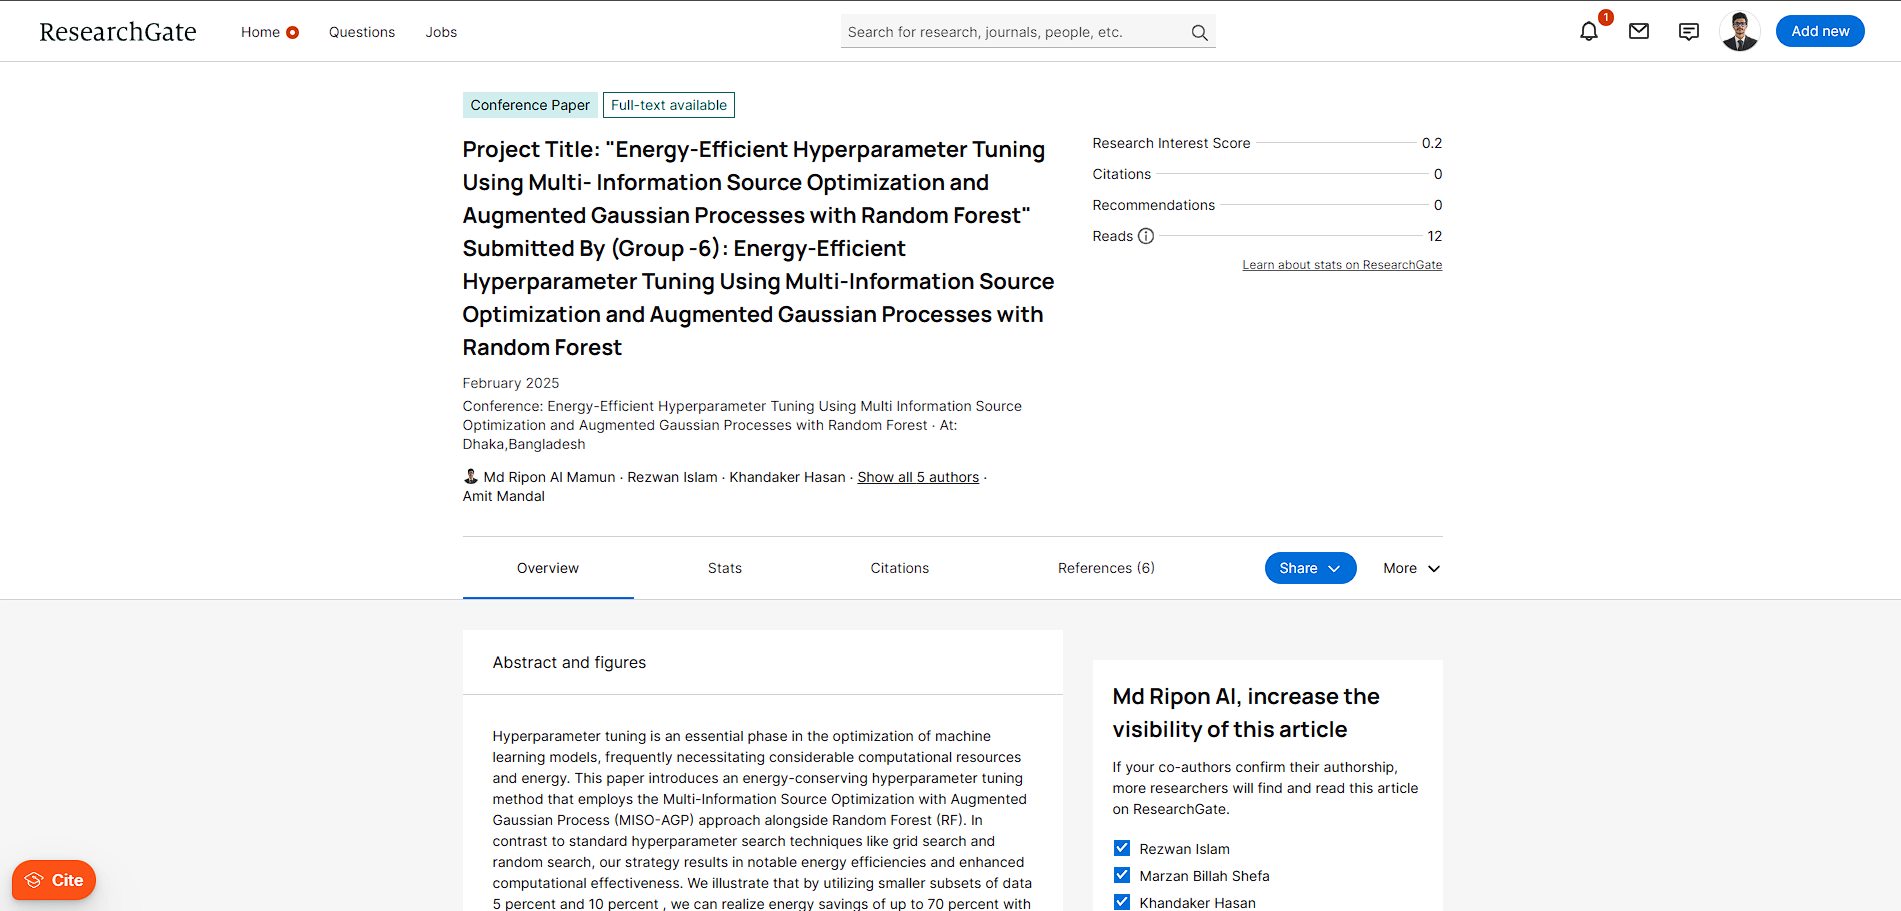 ResearchGate
Home
Questions
Jobs
Search for research, journals, people, etc.
1
Add new
Conference Paper
Full-text available
Project Title: "Energy-Efficient Hyperparameter Tuning
Using Multi- Information Source Optimization and
Augmented Gaussian Processes with Random Forest"
Submitted By (Group -6): Energy-Efficient
Hyperparameter Tuning Using Multi-Information Source
Optimization and Augmented Gaussian Processes with
Random Forest
February 2025
Conference: Energy-Efficient Hyperparameter Tuning Using Multi Information Source
Optimization and Augmented Gaussian Processes with Random Forest · At:
Dhaka,Bangladesh
Md Ripon Al Mamun · Rezwan Islam · Khandaker Hasan · Show all 5 authors ·
Amit Mandal
Research Interest Score 0.2
Citations 0
Recommendations 0
Reads 12
Learn about stats on ResearchGate
Overview
Stats
Citations
References (6)
Share
More
Abstract and figures
Hyperparameter tuning is an essential phase in the optimization of machine
learning models, frequently necessitating considerable computational resources
and energy. This paper introduces an energy-conserving hyperparameter tuning
method that employs the Multi-Information Source Optimization with Augmented
Gaussian Process (MISO-AGP) approach alongside Random Forest (RF). In
contrast to standard hyperparameter search techniques like grid search and
random search, our strategy results in notable energy efficiencies and enhanced
computational effectiveness. We illustrate that by utilizing smaller subsets of data
5 percent and 10 percent , we can realize energy savings of up to 70 percent with
Md Ripon Al, increase the
visibility of this article
If your co-authors confirm their authorship,
more researchers will find and read this article
on ResearchGate.
Rezwan Islam
Marzan Billah Shefa
Khandaker Hasan
Cite